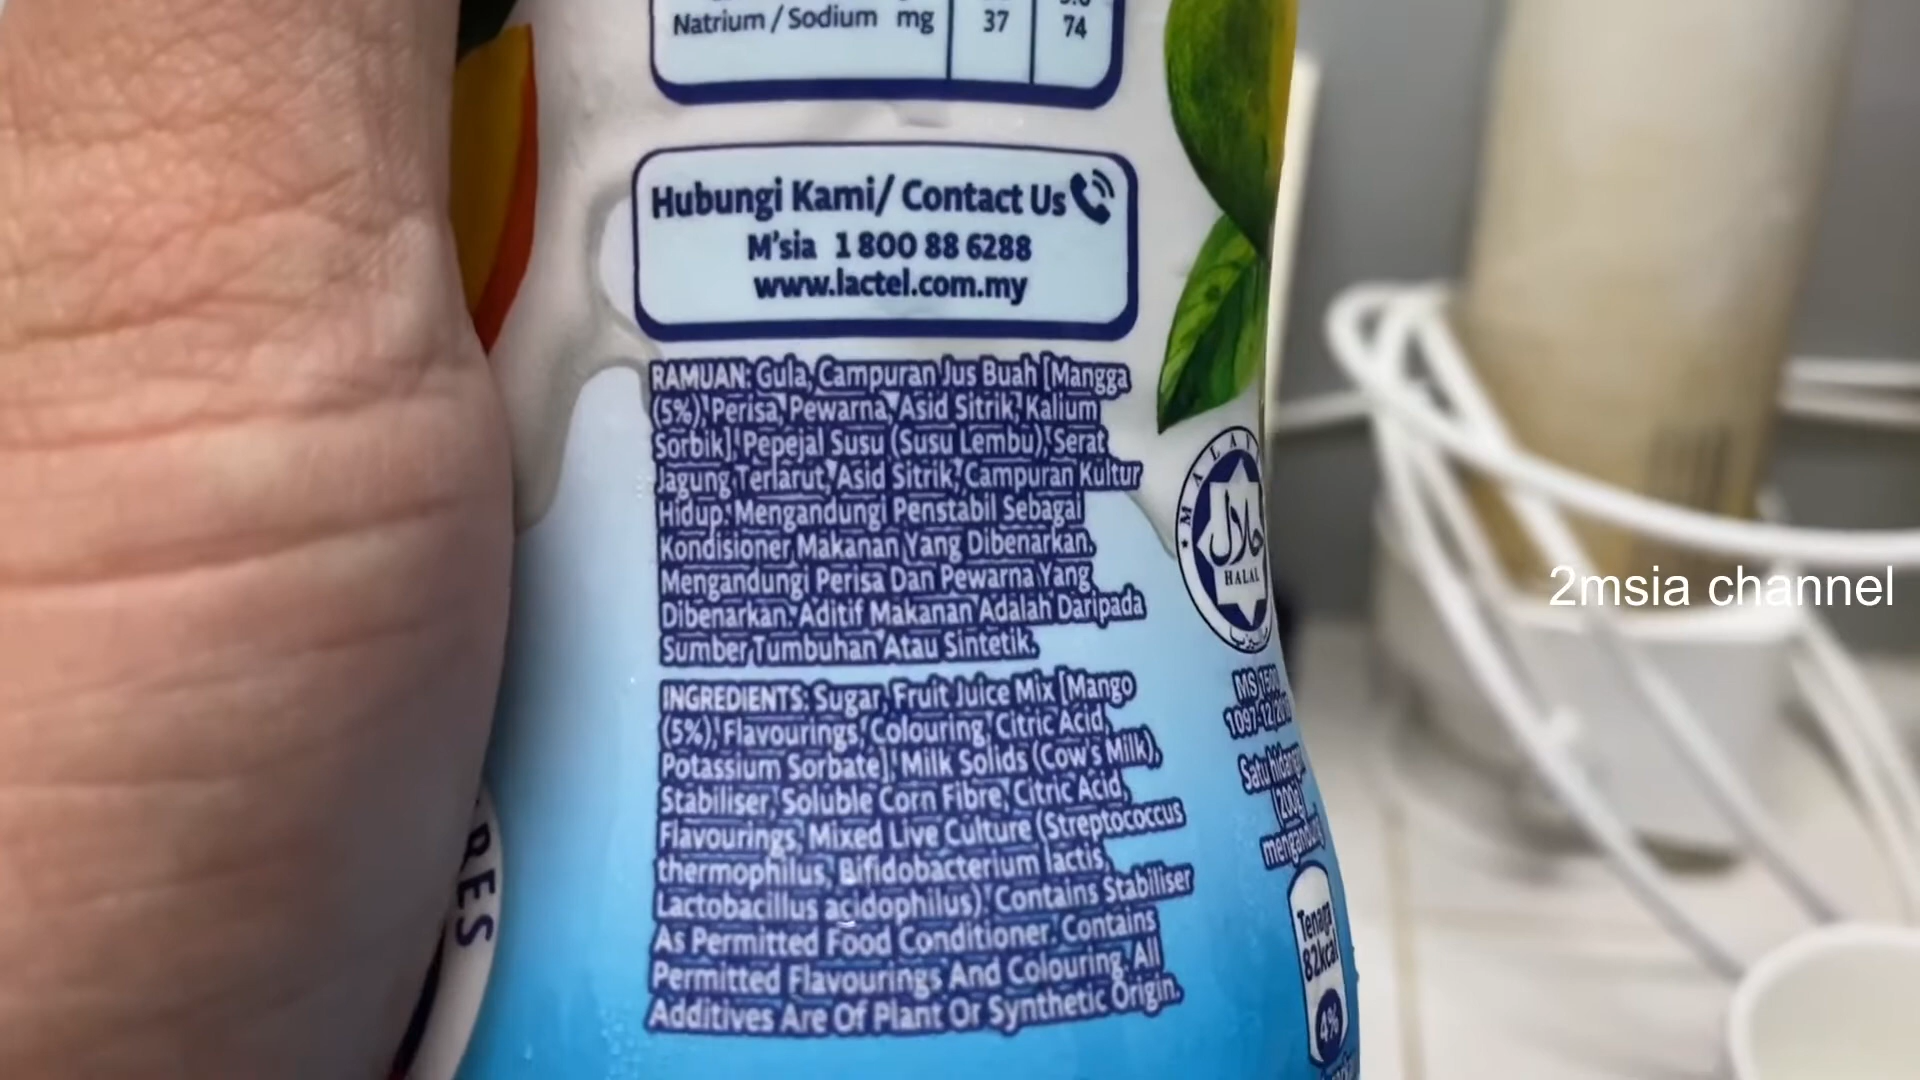 Natrium / Sodium mg 37 74
Hubungi Kami/ Contact Us
M'sia 1 800 88 6288
www.lactel.com.my
RAMUAN: Gula, Campuran Jus Buah [Mangga
(5%), Perisa, Pewarna, Asid Sitrik, Kalium
Sorbik], Pepejal Susu (Susu Lembu), Serat
Jagung Terlarut, Asid Sitrik, Campuran Kultur
Hidup. Mengandungi Penstabil Sebagai
Kondisioner Makanan Yang Dibenarkan.
Mengandungi Perisa Dan Pewarna Yang
Dibenarkan. Aditif Makanan Adalah Daripada
Sumber Tumbuhan Atau Sintetik.
INGREDIENTS: Sugar, Fruit Juice Mix [Mango
(5%), Flavourings, Colouring, Citric Acid,
Potassium Sorbate], Milk Solids (Cow's Milk),
Stabiliser, Soluble Corn Fibre, Citric Acid,
Flavourings, Mixed Live Culture (Streptococcus
thermophilus, Bifidobacterium lactis,
Lactobacillus acidophilus). Contains Stabiliser
As Permitted Food Conditioner. Contains
Permitted Flavourings And Colouring. All
Additives Are Of Plant Or Synthetic Origin.
حلال
HALAL
MS
Satu
Tenaga
82kcal
4%
RES
2msia channel